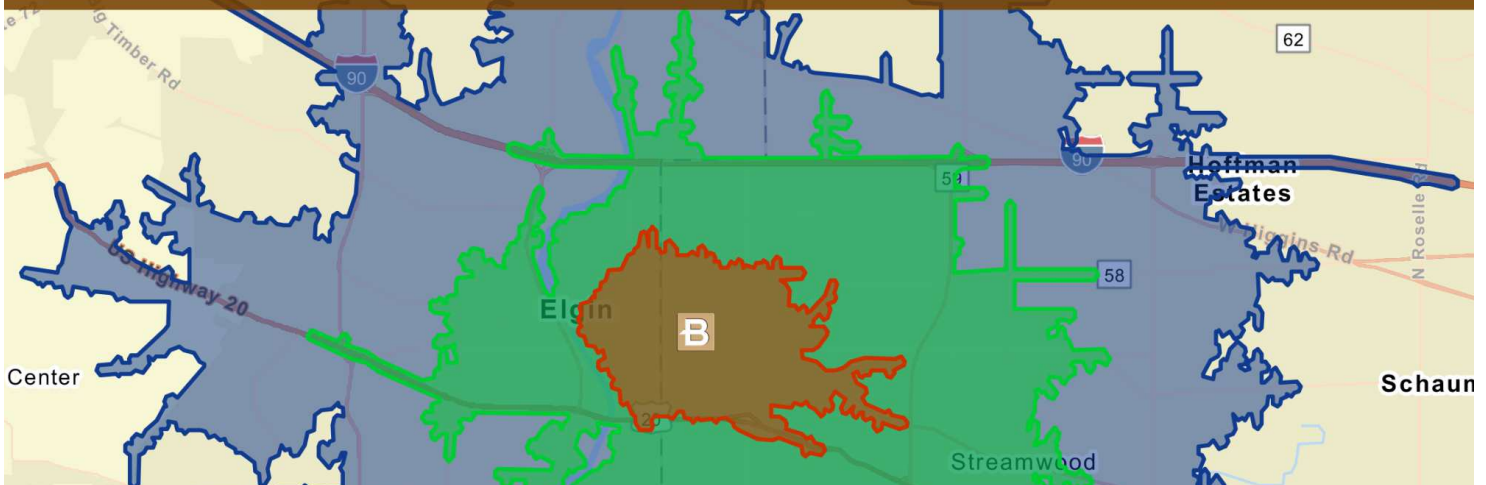 62
ig Timber Rd
90
59
90
Hoffman
Estates
W Higgins Rd
N Roselle Rd
US Highway 20
58
Elgin
B
Center
20
Schaum
Streamwood